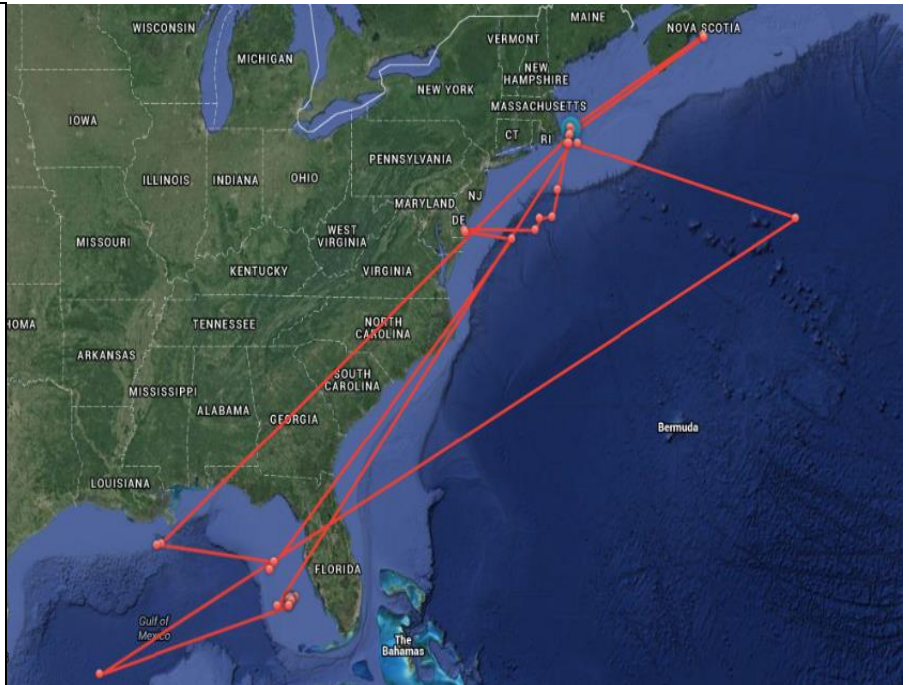 MAINE
WISCONSIN
NOVA SCOTIA
VERMONT
MICHIGAN
NEW
HAMPSHIRE
NEW YORK
MASSACHUSETTS
IOWA
CT
RI
PENNSYLVANIA
ILLINOIS
INDIANA
OHIO
NJ
MARYLAND
DE
WEST
VIRGINIA
MISSOURI
KENTUCKY
VIRGINIA
HOMA
TENNESSEE
NORTH
CAROLINA
ARKANSAS
SOUTH
CAROLINA
MISSISSIPPI
ALABAMA
GEORGIA
Bermuda
LOUISIANA
FLORIDA
Gulf of
Mexico
The
Bahamas